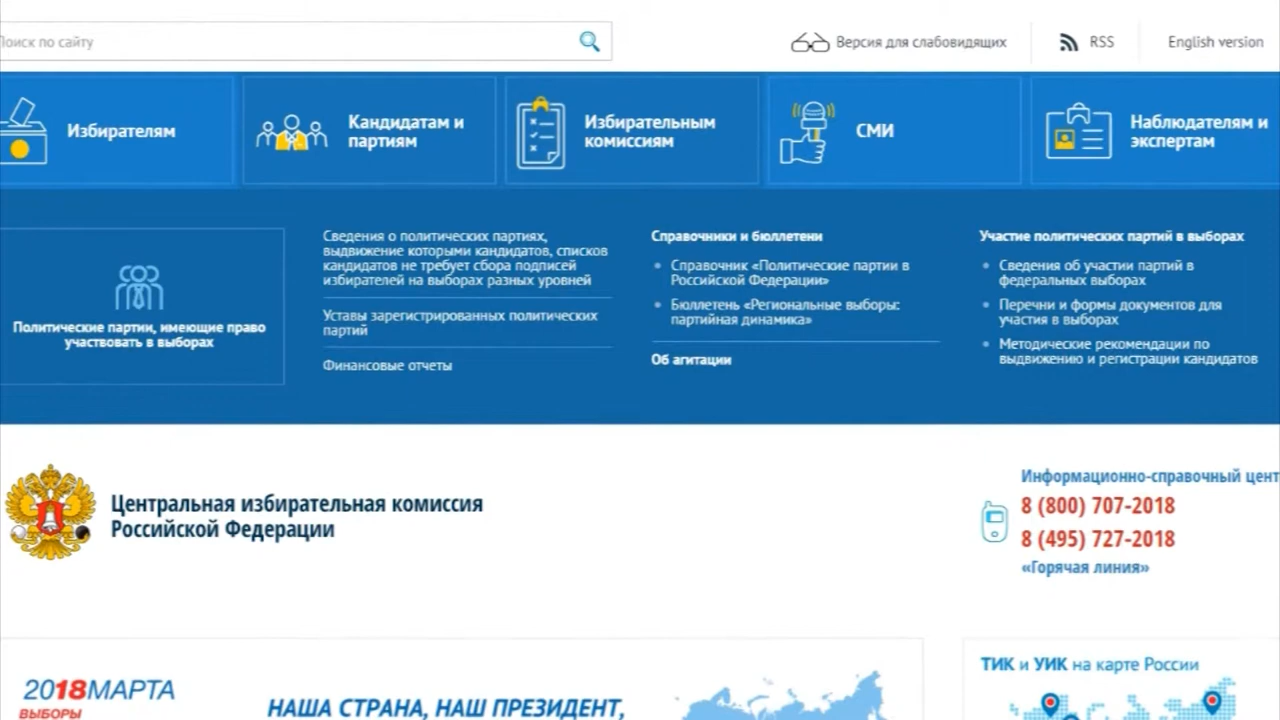 Поиск по сайту
Версия для слабовидящих
RSS
English version
Избирателям
Кандидатам и
партиям
Избирательным
комиссиям
СМИ
Наблюдателям и
экспертам
Политические партии, имеющие право
участвовать в выборах
Сведения о политических партиях,
выдвижение которыми кандидатов, списков
кандидатов не требует сбора подписей
избирателей на выборах разных уровней
Уставы зарегистрированных политических
партий
Финансовые отчеты
Справочники и бюллетени
Справочник «Политические партии в
Российской Федерации»
Бюллетень «Региональные выборы:
партийная динамика»
Об агитации
Участие политических партий в выборах
Сведения об участии партий в
федеральных выборах
Перечни и формы документов для
участия в выборах
Методические рекомендации по
выдвижению и регистрации кандидатов
Центральная избирательная комиссия
Российской Федерации
Информационно-справочный цент
8 (800) 707-2018
8 (495) 727-2018
«Горячая линия»
2018МАРТА
ВЫБОРЫ
НАША СТРАНА, НАШ ПРЕЗИДЕНТ,
ТИК и УИК на карте России